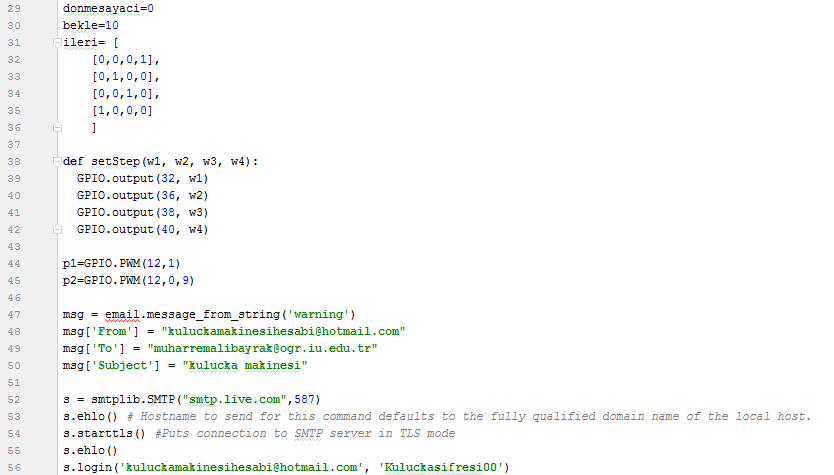 29 donmesayaci=0
30 bekle=10
31 ileri= [
32 [0,0,0,1],
33 [0,1,0,0],
34 [0,0,1,0],
35 [1,0,0,0]
36 ]
37
38 def setStep(w1, w2, w3, w4):
39 GPIO.output(32, w1)
40 GPIO.output(36, w2)
41 GPIO.output(38, w3)
42 GPIO.output(40, w4)
43
44 p1=GPIO.PWM(12,1)
45 p2=GPIO.PWM(12,0,9)
46
47 msg = email.message_from_string('warning')
48 msg['From'] = "kuluckamakinesihesabi@hotmail.com"
49 msg['To'] = "muharremalibayrak@ogr.iu.edu.tr"
50 msg['Subject'] = "kulucka makinesi"
51
52 s = smtplib.SMTP("smtp.live.com",587)
53 s.ehlo() # Hostname to send for this command defaults to the fully qualified domain name of the local host.
54 s.starttls() #Puts connection to SMTP server in TLS mode
55 s.ehlo()
56 s.login('kuluckamakinesihesabi@hotmail.com', 'Kuluckasifresi00')